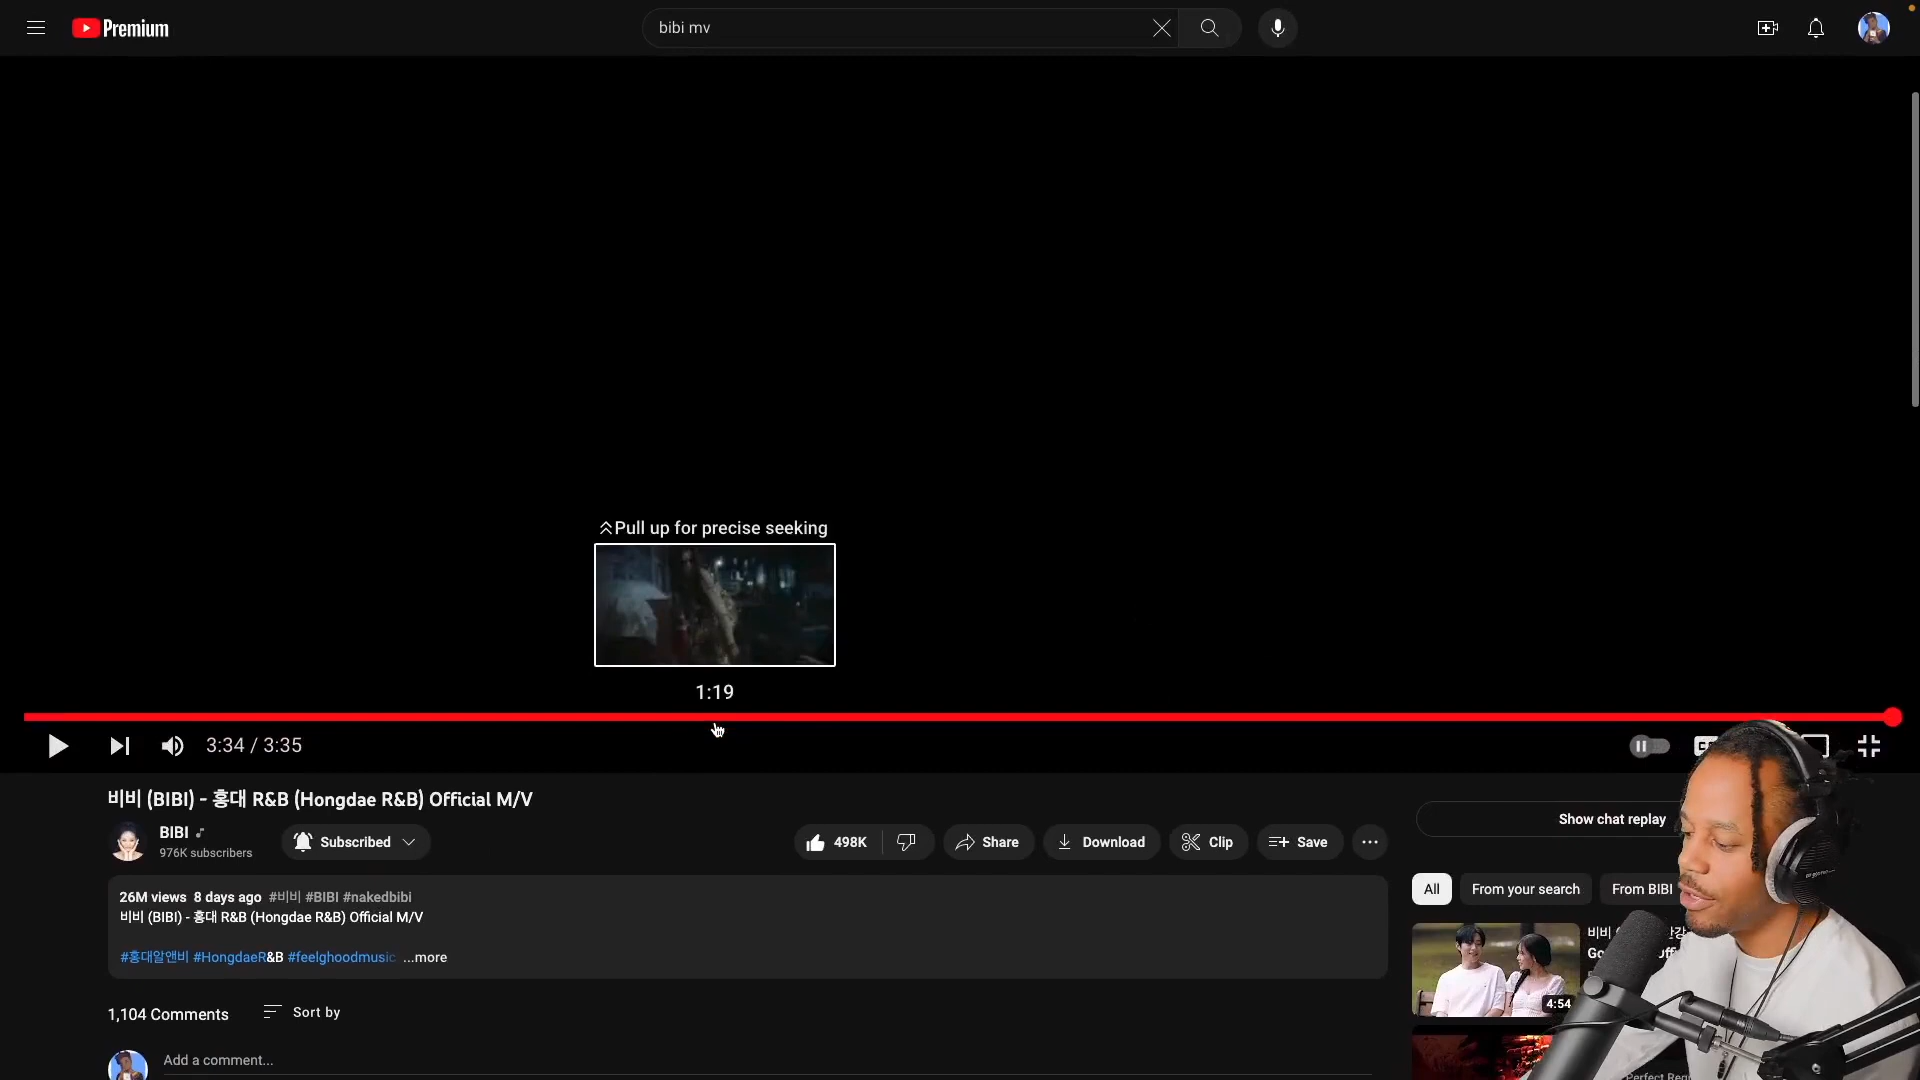 Premium
bibi mv
Pull up for precise seeking
1:19
3:34 / 3:35
비비 (BIBI) - 홍대 R&B (Hongdae R&B) Official M/V
BIBI
976K subscribers
Subscribed
498K
Share
Download
Clip
Save
26M views 8 days ago #비비 #BIBI #nakedbibi
비비 (BIBI) - 홍대 R&B (Hongdae R&B) Official M/V
#홍대알앤비 #HongdaeR&B #feelghoodmusic ...more
1,104 Comments
Sort by
Add a comment...
Show chat replay
All
From your search
From BIBI
비비
4:54